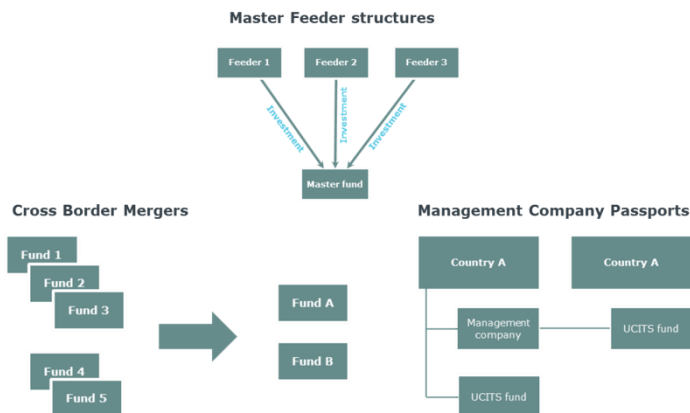 Master Feeder structures
Feeder 1
Feeder 2
Feeder 3
Investment
Investment
Investment
Master fund
Cross Border Mergers
Fund 1
Fund 2
Fund 3
Fund 4
Fund 5
Fund A
Fund B
Management Company Passports
Country A
Country A
Management
company
UCITS fund
UCITS fund